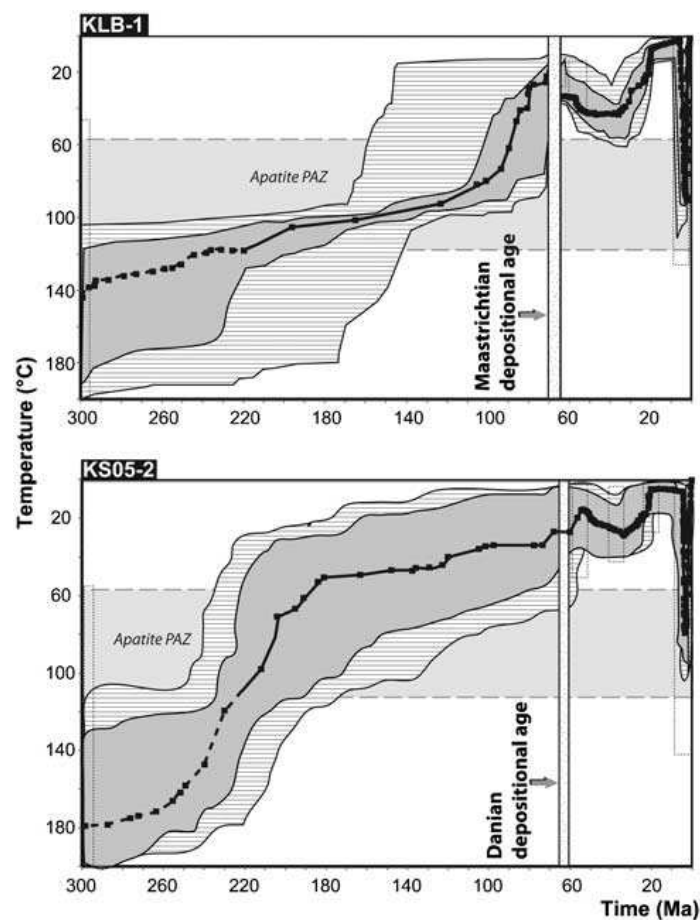 KLB-1
20
60
100
140
180
Apatite PAZ
Maastrichtian
depositional age
300 260 220 180 140 100 60 20
Temperature (°C)
KS05-2
20
60
100
140
180
Apatite PAZ
Danian
depositional age
300 260 220 180 140 100 60 20
Time (Ma)